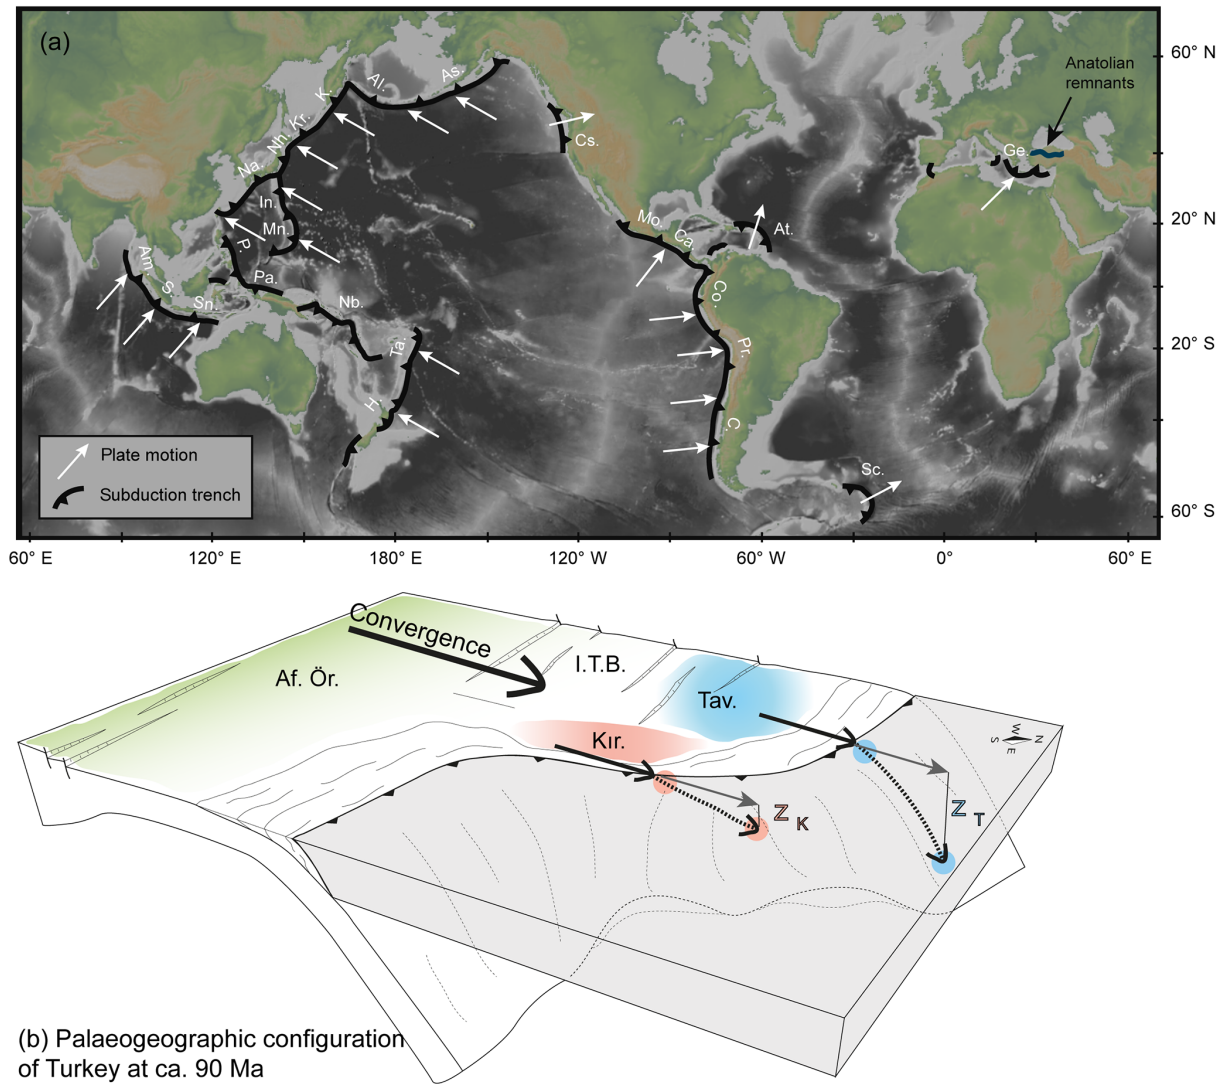 (a)
60° N
Anatolian
remnants
As.
Al.
K.
Kr.
Nh.
Na.
Cs.
Ge.
In.
Mn.
P.
Pa.
Mo.
Ca.
At.
20° N
Am.
S.
Sn.
Nb.
Co.
Ta.
Pr.
20° S
H.
C.
Plate motion
Subduction trench
Sc.
60° S
60° E
120° E
180° E
120° W
60° W
0°
60° E
Convergence
I.T.B.
Af. Ör.
Tav.
Kır.
W
N
S
E
Z K
Z T
(b) Palaeogeographic configuration
of Turkey at ca. 90 Ma